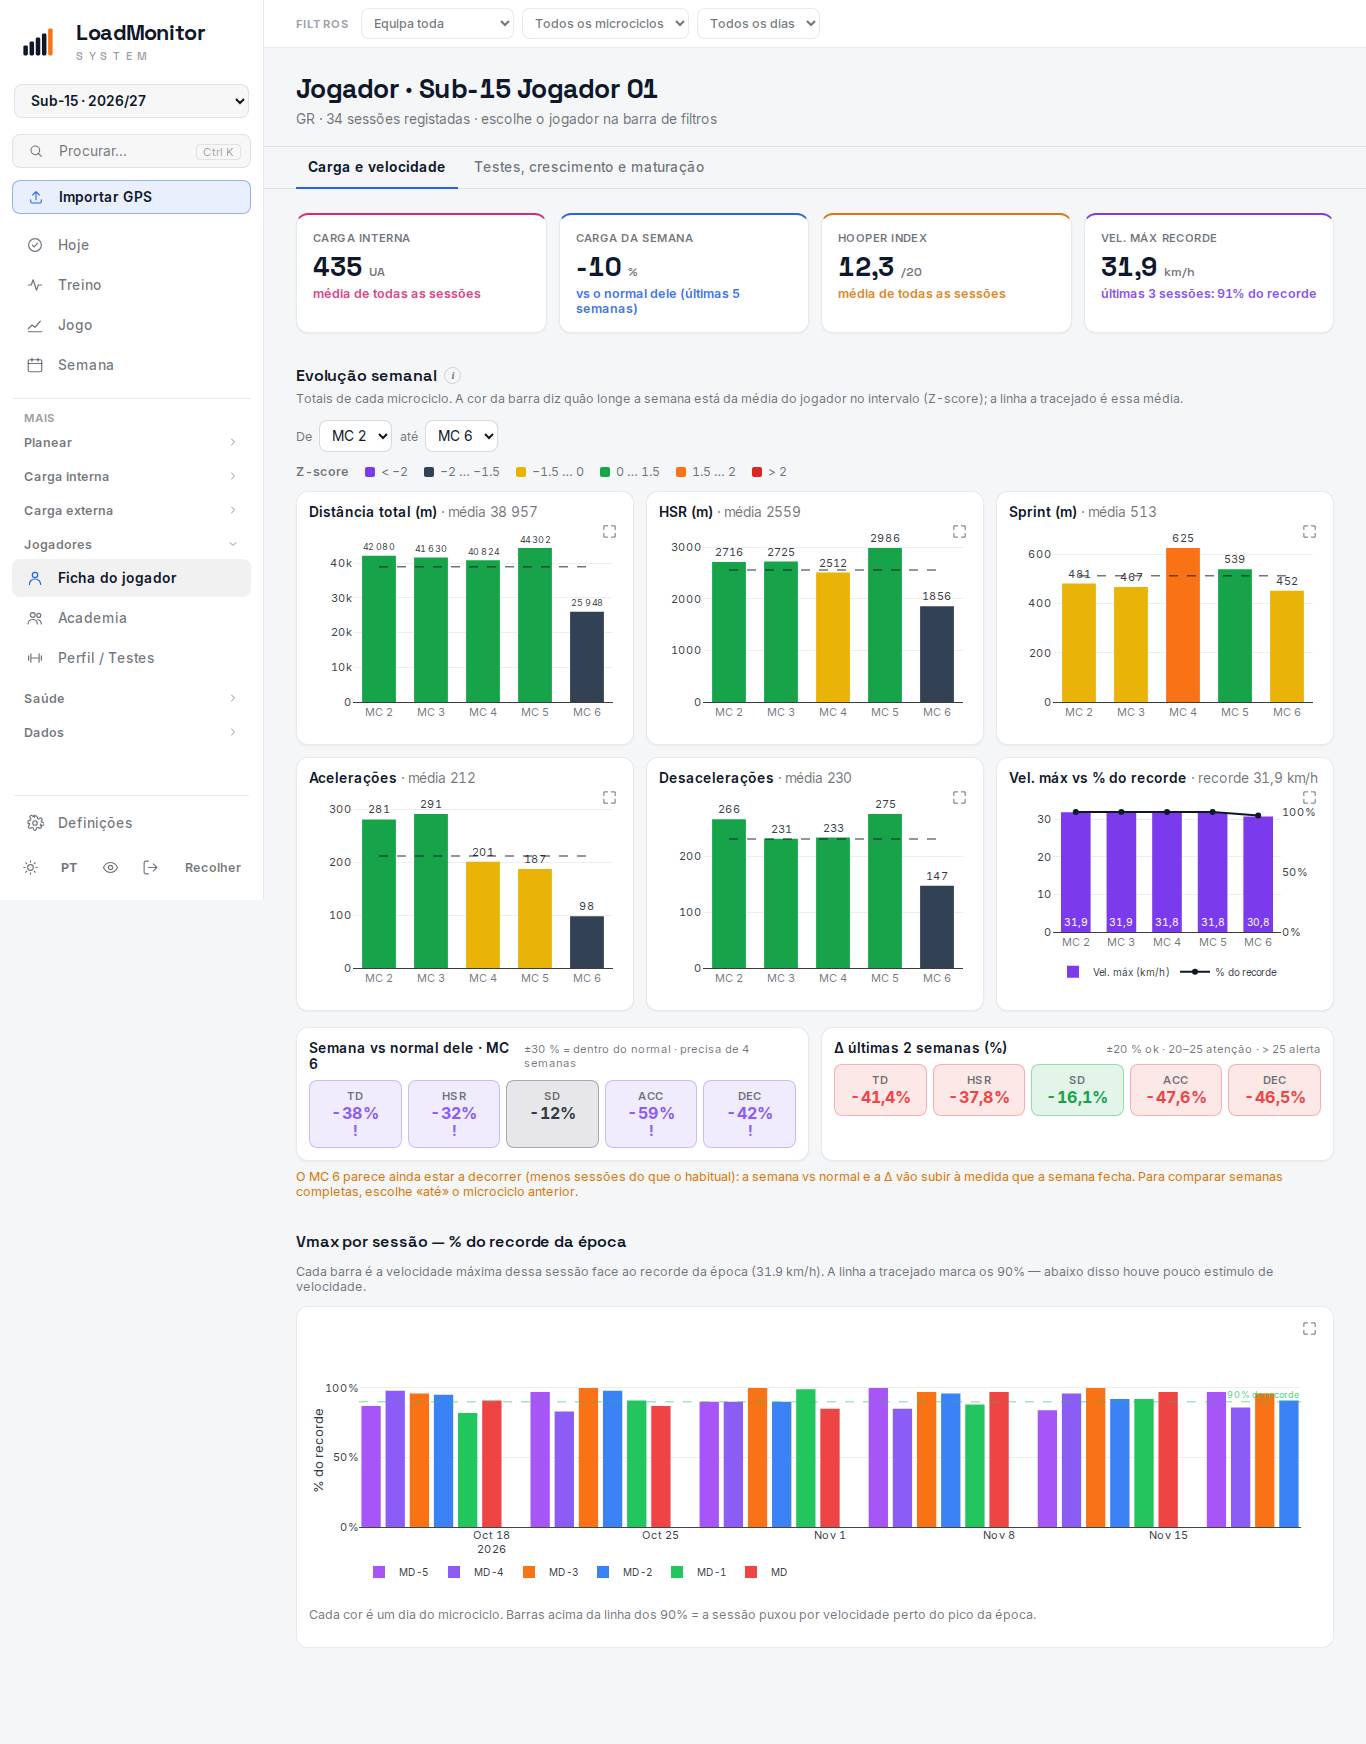 LoadMonitor
SYSTEM
Sub-15 · 2026/27
Procurar... Ctrl K
Importar GPS
Hoje
Treino
Jogo
Semana
MAIS
Planear
Carga interna
Carga externa
Jogadores
Ficha do jogador
Academia
Perfil / Testes
Saúde
Dados
Definições
PT Recolher
FILTROS Equipa toda Todos os microciclos Todos os dias
Jogador · Sub-15 Jogador 01
GR · 34 sessões registadas · escolhe o jogador na barra de filtros
Carga e velocidade Testes, crescimento e maturação
CARGA INTERNA
435 UA
média de todas as sessões
CARGA DA SEMANA
-10 %
vs o normal dele (últimas 5
semanas)
HOOPER INDEX
12,3 /20
média de todas as sessões
VEL. MÁX RECORDE
31,9 km/h
últimas 3 sessões: 91% do recorde
Evolução semanal i
Totais de cada microciclo. A cor da barra diz quão longe a semana está da média do jogador no intervalo (Z-score); a linha a tracejado é essa média.
De MC 2 até MC 6
Z-score < −2 −2 … −1.5 −1.5 … 0 0 … 1.5 1.5 … 2 > 2
Distância total (m) · média 38 957
42 080 41 630 40 824 44 302 25 948
40k
30k
20k
10k
0
MC 2 MC 3 MC 4 MC 5 MC 6
HSR (m) · média 2559
2716 2725 2512 2986 1856
3000
2000
1000
0
MC 2 MC 3 MC 4 MC 5 MC 6
Sprint (m) · média 513
481 467 625 539 452
600
400
200
0
MC 2 MC 3 MC 4 MC 5 MC 6
Acelerações · média 212
281 291 201 187 98
300
200
100
0
MC 2 MC 3 MC 4 MC 5 MC 6
Desacelerações · média 230
266 231 233 275 147
200
100
0
MC 2 MC 3 MC 4 MC 5 MC 6
Vel. máx vs % do recorde · recorde 31,9 km/h
30 100%
20 50%
10
0 0%
31,9 31,9 31,8 31,8 30,8
MC 2 MC 3 MC 4 MC 5 MC 6
Vel. máx (km/h) % do recorde
Semana vs normal dele · MC
6
±30 % = dentro do normal · precisa de 4
semanas
TD HSR SD ACC DEC
-38% -32% -12% -59% -42%
! ! ! !
Δ últimas 2 semanas (%) ±20 % ok · 20–25 atenção · > 25 alerta
TD HSR SD ACC DEC
-41,4% -37,8% -16,1% -47,6% -46,5%
O MC 6 parece ainda estar a decorrer (menos sessões do que o habitual): a semana vs normal e a Δ vão subir à medida que a semana fecha. Para comparar semanas
completas, escolhe «até» o microciclo anterior.
Vmax por sessão — % do recorde da época
Cada barra é a velocidade máxima dessa sessão face ao recorde da época (31.9 km/h). A linha a tracejado marca os 90% — abaixo disso houve pouco estímulo de
velocidade.
% do recorde
100%
50%
0%
90% do recorde
Oct 18 Oct 25 Nov 1 Nov 8 Nov 15
2026
MD-5 MD-4 MD-3 MD-2 MD-1 MD
Cada cor é um dia do microciclo. Barras acima da linha dos 90% = a sessão puxou por velocidade perto do pico da época.